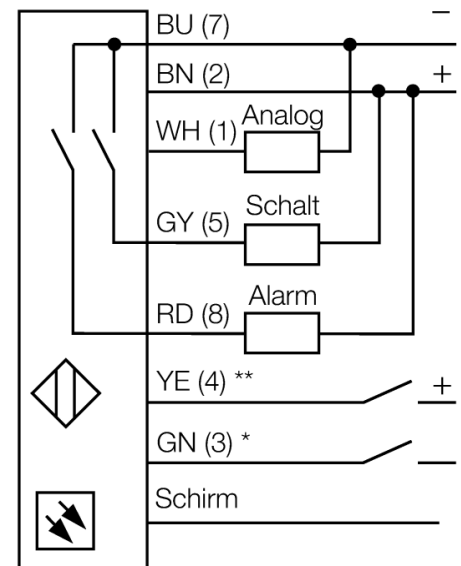 BU (7) –
BN (2) +
WH (1) Analog
GY (5) Schalt
RD (8) Alarm
YE (4) ** +
GN (3) *
Schirm